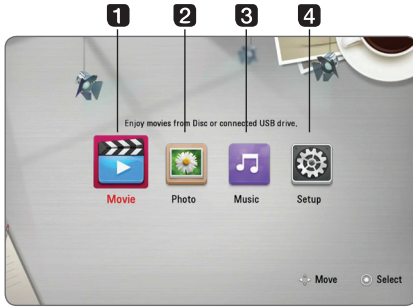 1 2 3 4
Enjoy movies from Disc or connected USB drive.
Movie Photo Music Setup
Move Select